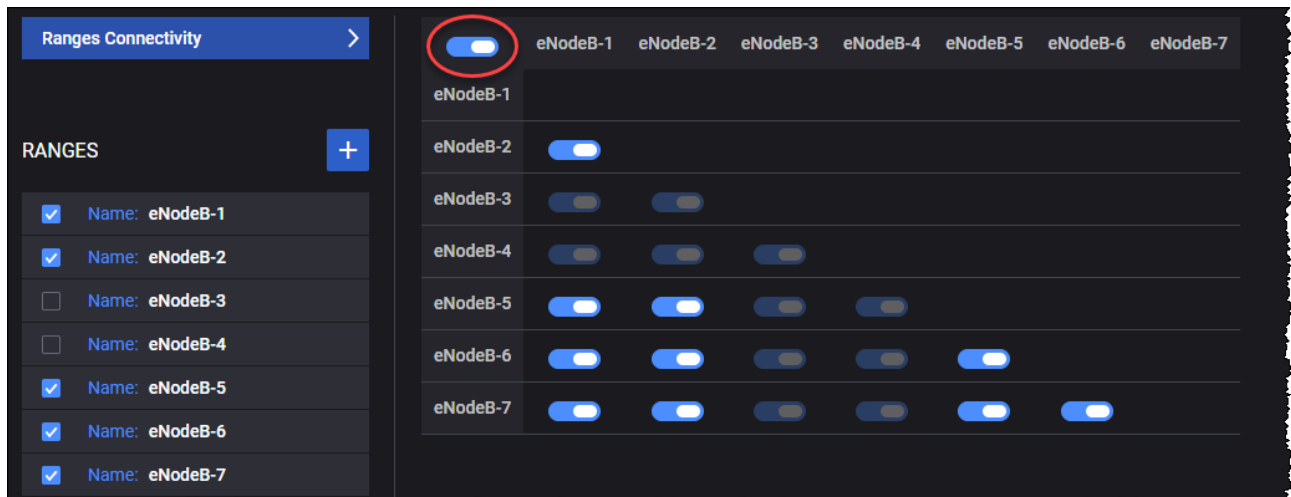 Ranges Connectivity
RANGES
Name: eNodeB-1
Name: eNodeB-2
Name: eNodeB-3
Name: eNodeB-4
Name: eNodeB-5
Name: eNodeB-6
Name: eNodeB-7
eNodeB-1 eNodeB-2 eNodeB-3 eNodeB-4 eNodeB-5 eNodeB-6 eNodeB-7
eNodeB-1
eNodeB-2
eNodeB-3
eNodeB-4
eNodeB-5
eNodeB-6
eNodeB-7